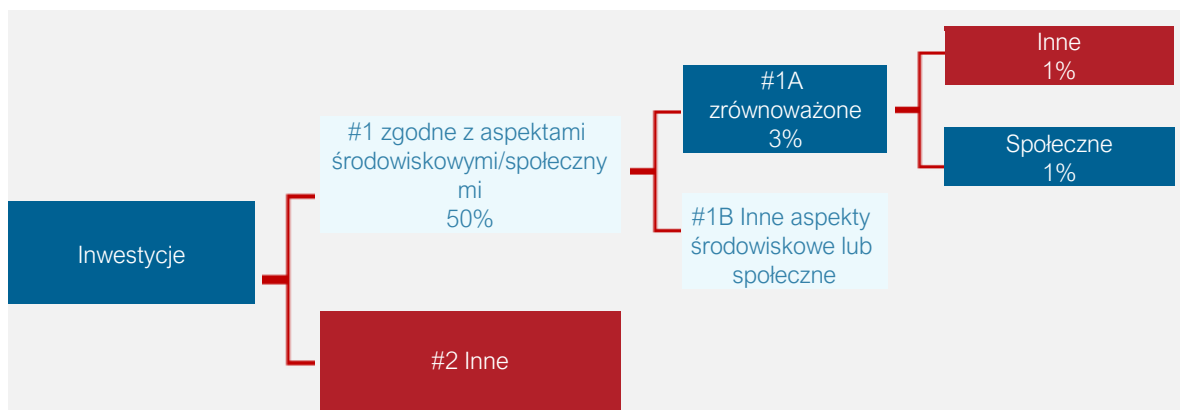 Inwestycje
#1 zgodne z aspektami
środowiskowymi/społeczny
mi
50%
#2 Inne
#1A
zrównoważone
3%
#1B Inne aspekty
środowiskowe lub
społeczne
Inne
1%
Społeczne
1%